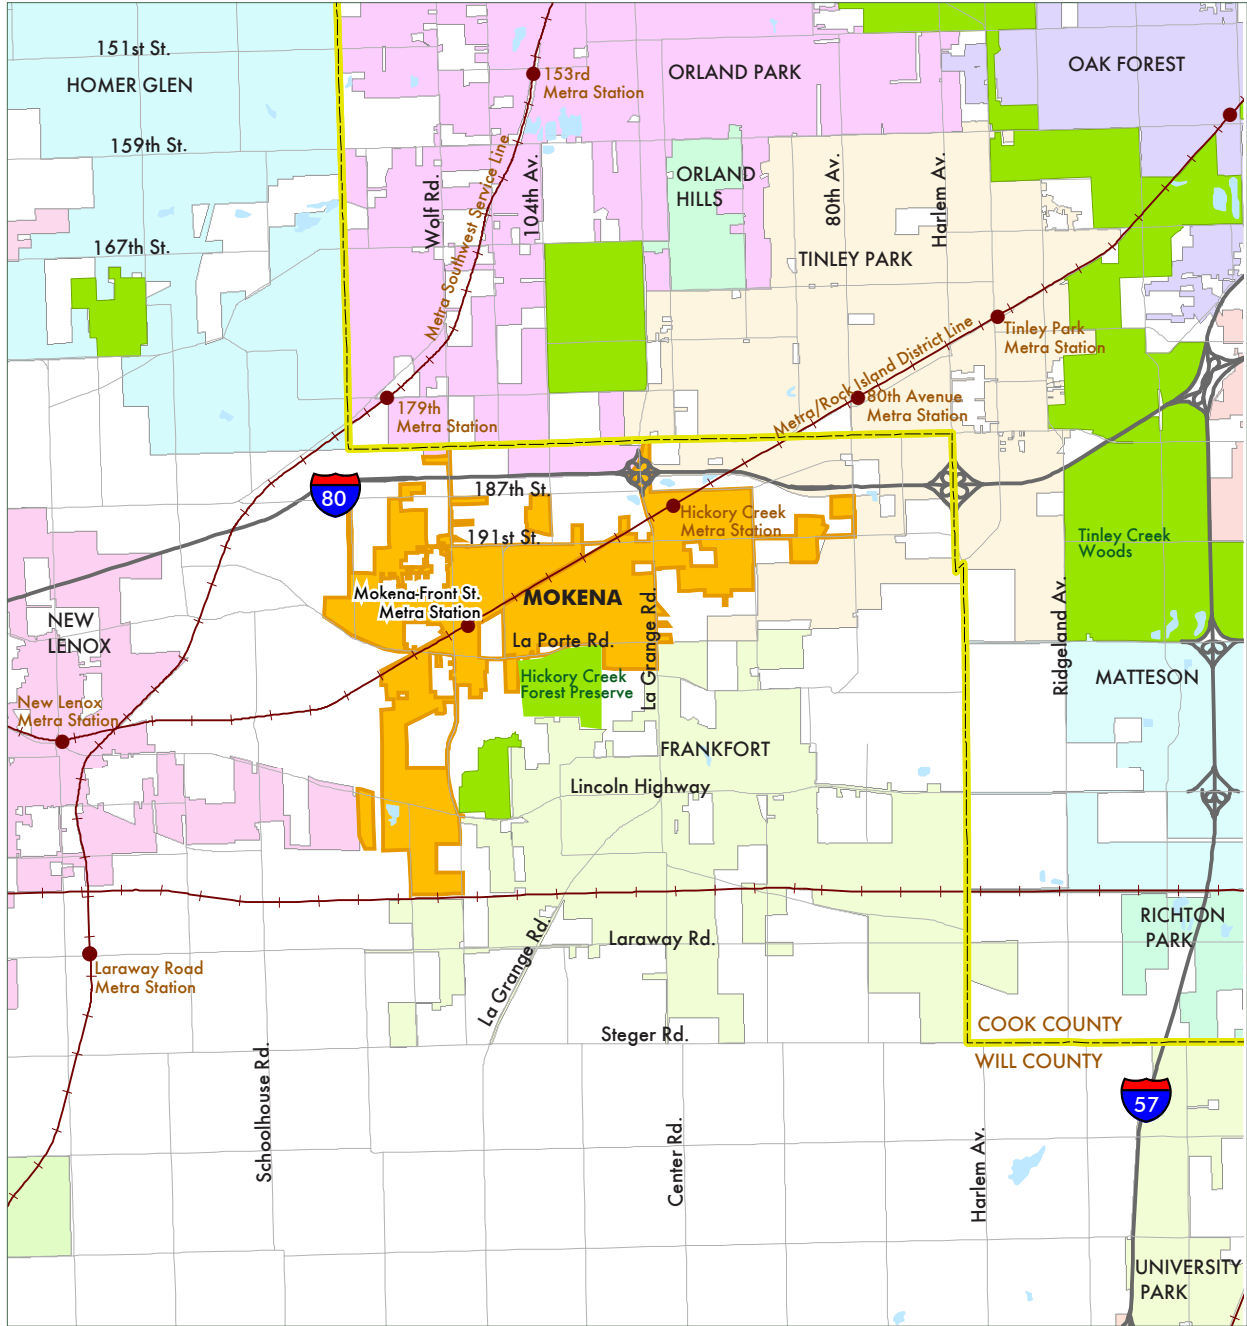 151st St.
HOMER GLEN
153rd
Metra Station
ORLAND PARK
OAK FOREST
159th St.
Metra Southwest Service Line
Wolf Rd.
104th Av.
ORLAND
HILLS
80th Av.
Harlem Av.
167th St.
TINLEY PARK
Metra/Rock Island District Line
Tinley Park
Metra Station
80th Avenue
Metra Station
179th
Metra Station
80
187th St.
Hickory Creek
Metra Station
191st St.
Tinley Creek
Woods
Mokena-Front St.
Metra Station
MOKENA
La Grange Rd.
Ridgeland Av.
NEW
LENOX
La Porte Rd.
Hickory Creek
Forest Preserve
MATTESON
New Lenox
Metra Station
FRANKFORT
Lincoln Highway
RICHTON
PARK
La Grange Rd.
Laraway Rd.
Laraway Road
Metra Station
Steger Rd.
COOK COUNTY
WILL COUNTY
Schoolhouse Rd.
Center Rd.
Harlem Av.
57
UNIVERSITY
PARK